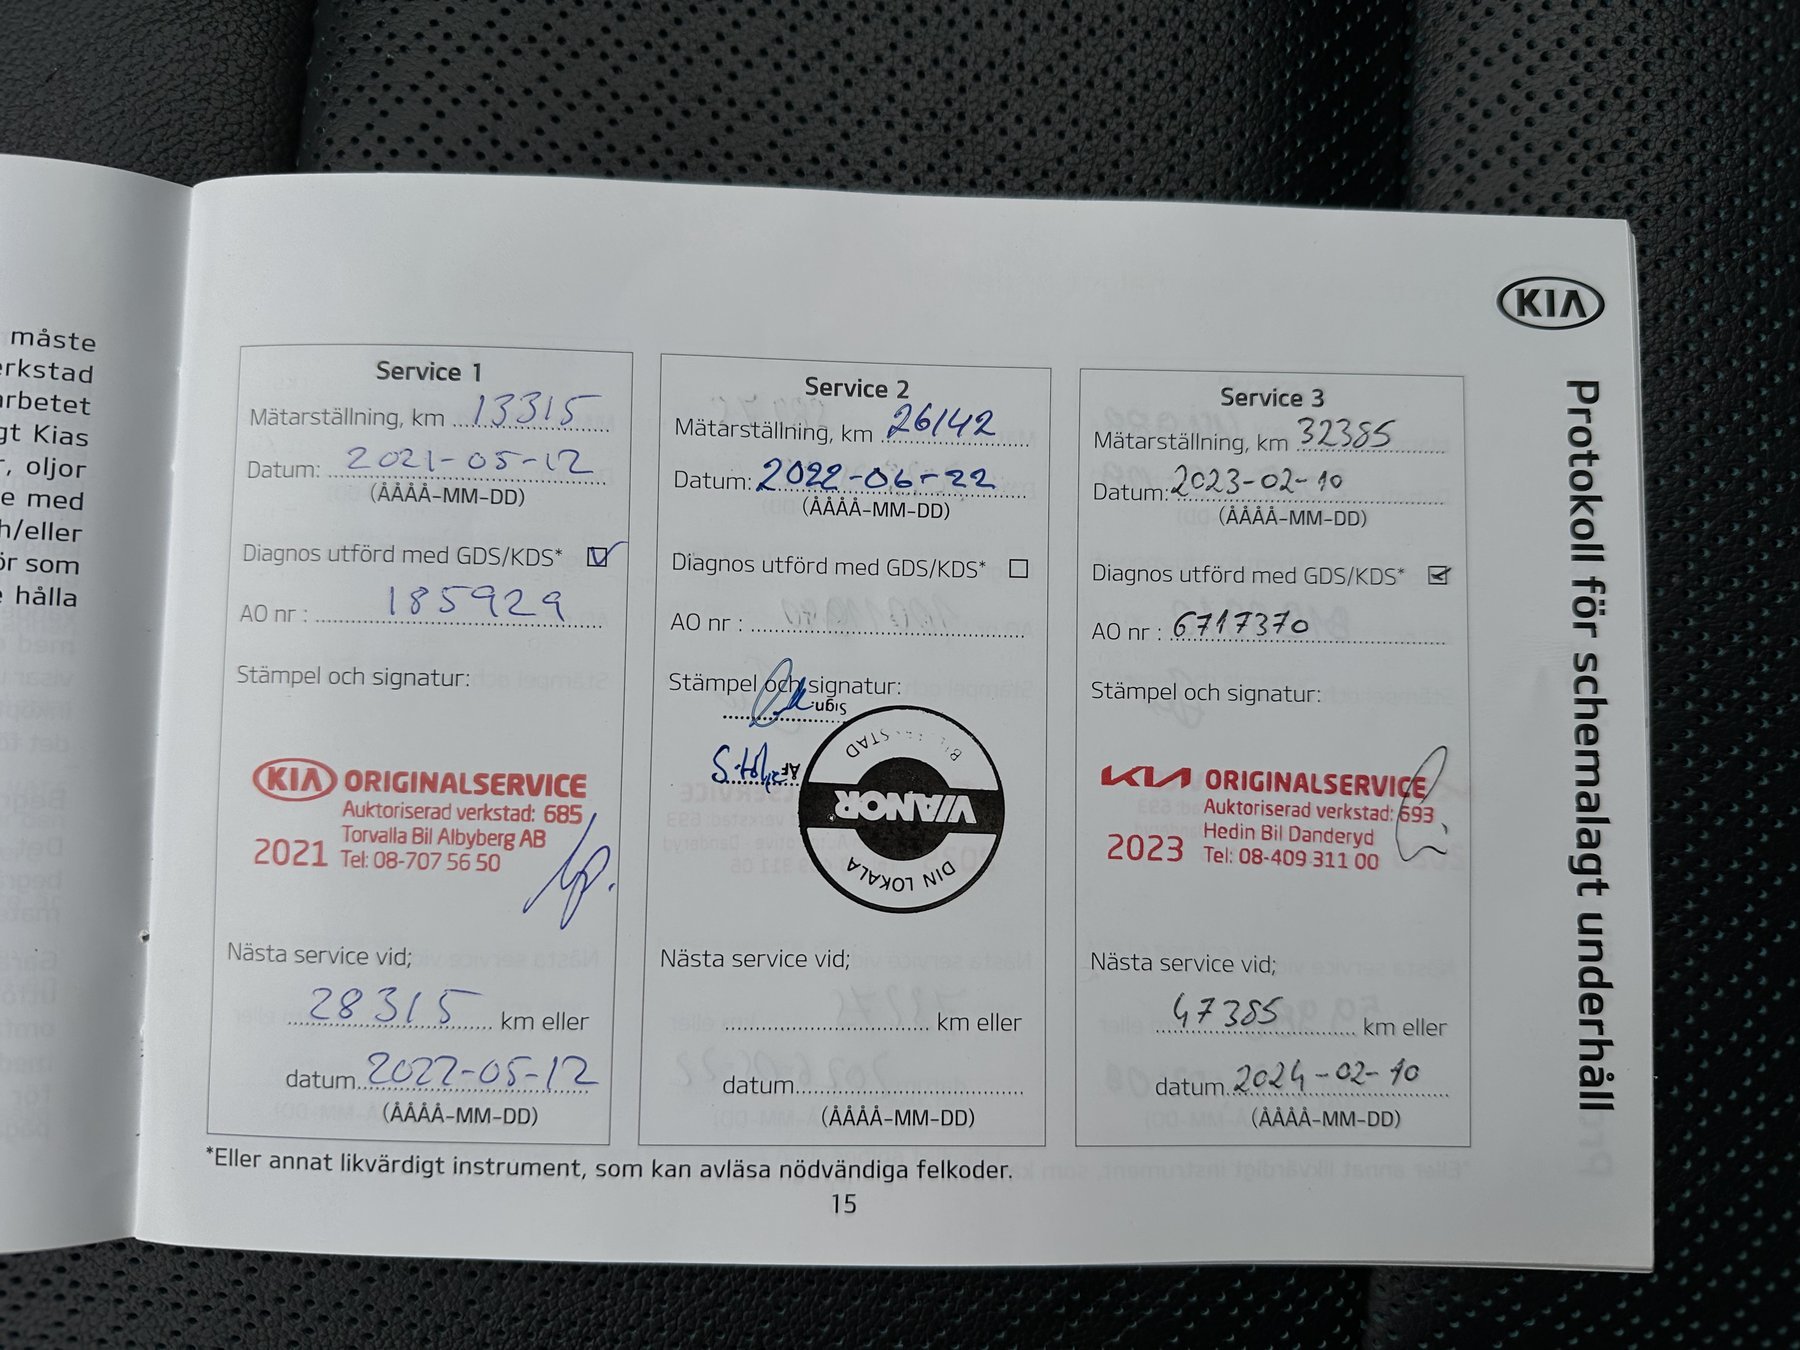 måste
erkstad
arbetet
gt Kias
r, oljor
e med
h/eller
ör som
e hålla
KIA
Protokoll för schemalagt underhåll
Service 1
Mätarställning, km 13315
Datum: 2021-05-12
(ÅÅÅÅ-MM-DD)
Diagnos utförd med GDS/KDS*
AO nr : 185929
Stämpel och signatur:
KIA ORIGINALSERVICE
Auktoriserad verkstad: 685
Torvalla Bil Albyberg AB
2021 Tel: 08-707 56 50
Nästa service vid;
28315 km eller
datum 2022-05-12
(ÅÅÅÅ-MM-DD)
Service 2
Mätarställning, km 26142
Datum: 2022-06-22
(ÅÅÅÅ-MM-DD)
Diagnos utförd med GDS/KDS*
AO nr :
Stämpel och signatur:
Sign
ÅF
VIANOR
DIN LOKALA
Nästa service vid;
km eller
datum
(ÅÅÅÅ-MM-DD)
Service 3
Mätarställning, km 32385
Datum: 2023-02-10
(ÅÅÅÅ-MM-DD)
Diagnos utförd med GDS/KDS*
AO nr : 6717370
Stämpel och signatur:
KIA ORIGINALSERVICE
Auktoriserad verkstad: 693
Hedin Bil Danderyd
2023 Tel: 08-409 311 00
Nästa service vid;
47385 km eller
datum 2024-02-10
(ÅÅÅÅ-MM-DD)
*Eller annat likvärdigt instrument, som kan avläsa nödvändiga felkoder.
15